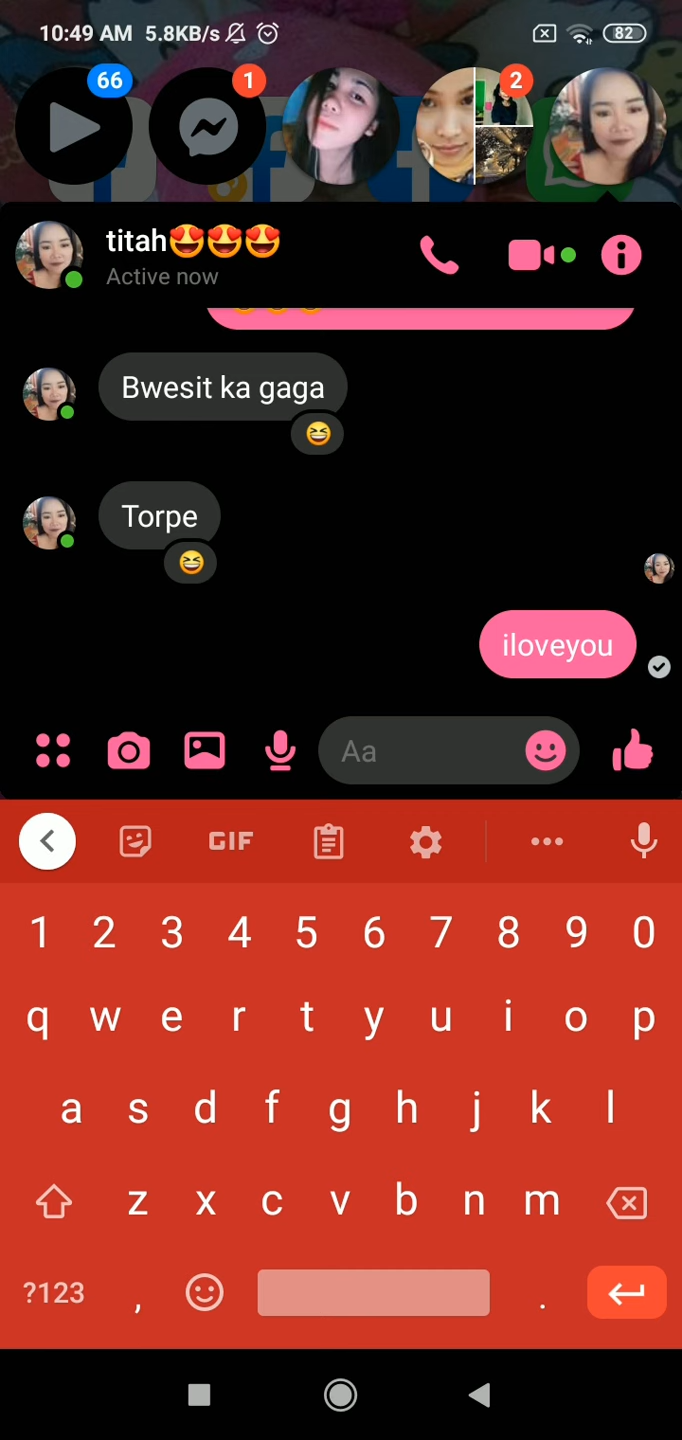 10:49 AM 5.8KB/s 82
66
1
2
titah😍😍😍
Active now
Bwesit ka gaga
😆
Torpe
😆
iloveyou
Aa
GIF
1 2 3 4 5 6 7 8 9 0
q w e r t y u i o p
a s d f g h j k l
z x c v b n m
?123 , .